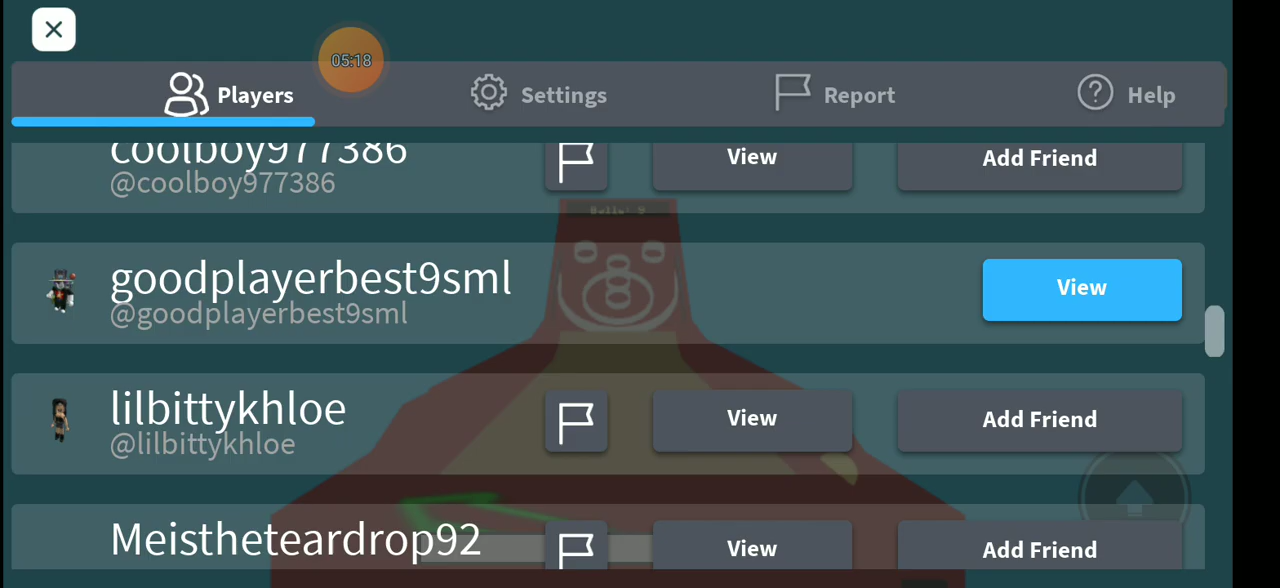 05:18
Players Settings Report Help
coolboy977386 View Add Friend
@coolboy977386
goodplayerbest9sml View
@goodplayerbest9sml
lilbittykhloe View Add Friend
@lilbittykhloe
Meistheteardrop92 View Add Friend